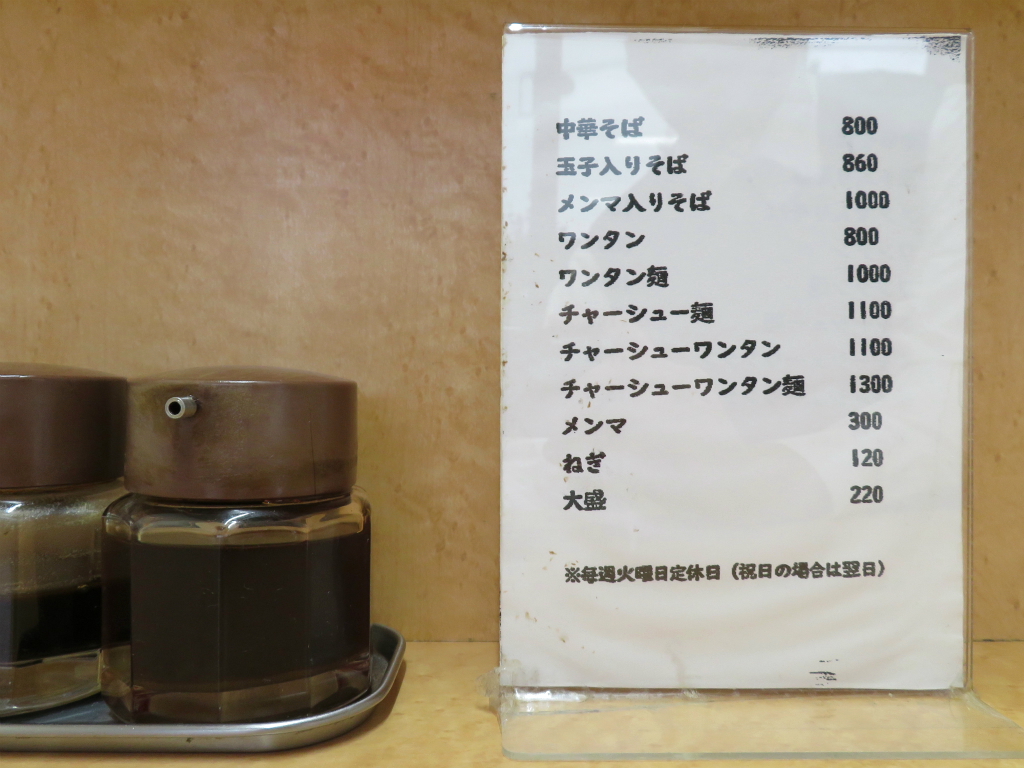 中華そば 800
玉子入りそば 860
メンマ入りそば 1000
ワンタン 800
ワンタン麺 1000
チャーシュー麺 1100
チャーシューワンタン 1100
チャーシューワンタン麺 1300
メンマ 300
ねぎ 120
大盛 220
※毎週火曜日定休日（祝日の場合は翌日）